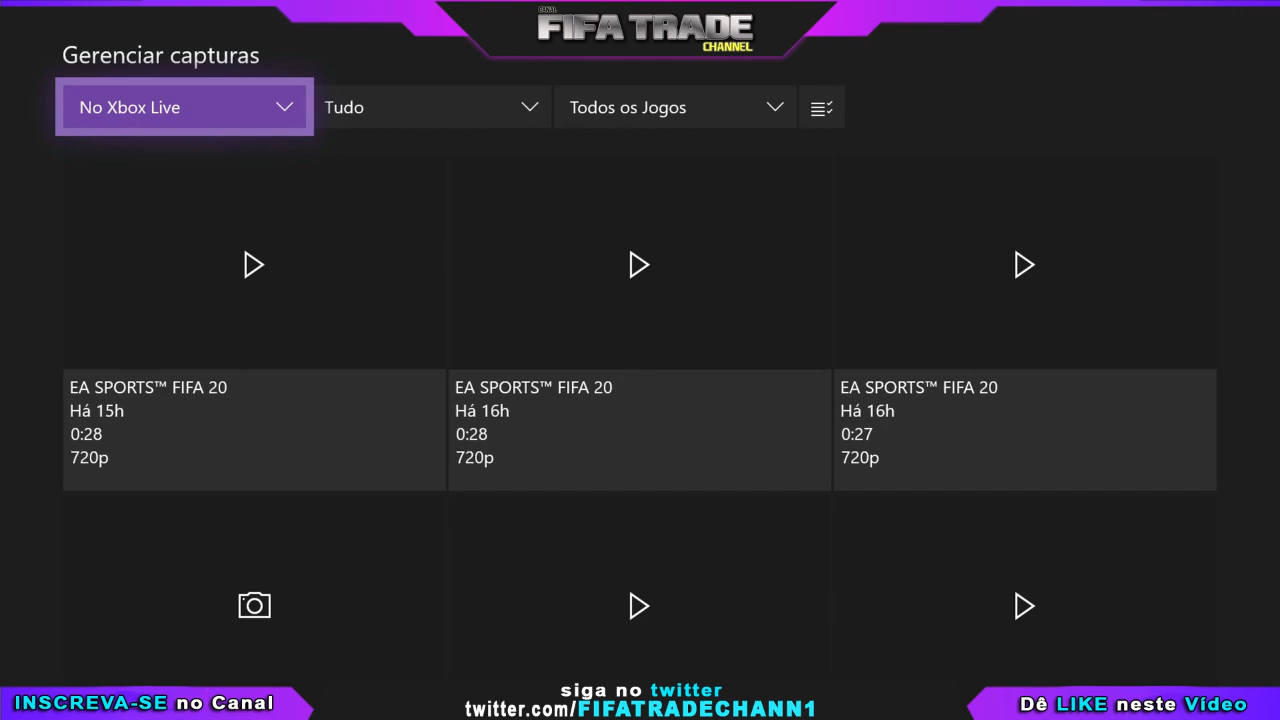 CANAL
FIFA TRADE
CHANNEL
Gerenciar capturas
No Xbox Live
Tudo
Todos os Jogos
EA SPORTS™ FIFA 20
Há 15h
0:28
720p
EA SPORTS™ FIFA 20
Há 16h
0:28
720p
EA SPORTS™ FIFA 20
Há 16h
0:27
720p
INSCREVA-SE no Canal
siga no twitter
twitter.com/FIFATRADECHANN1
Dê LIKE neste Vídeo